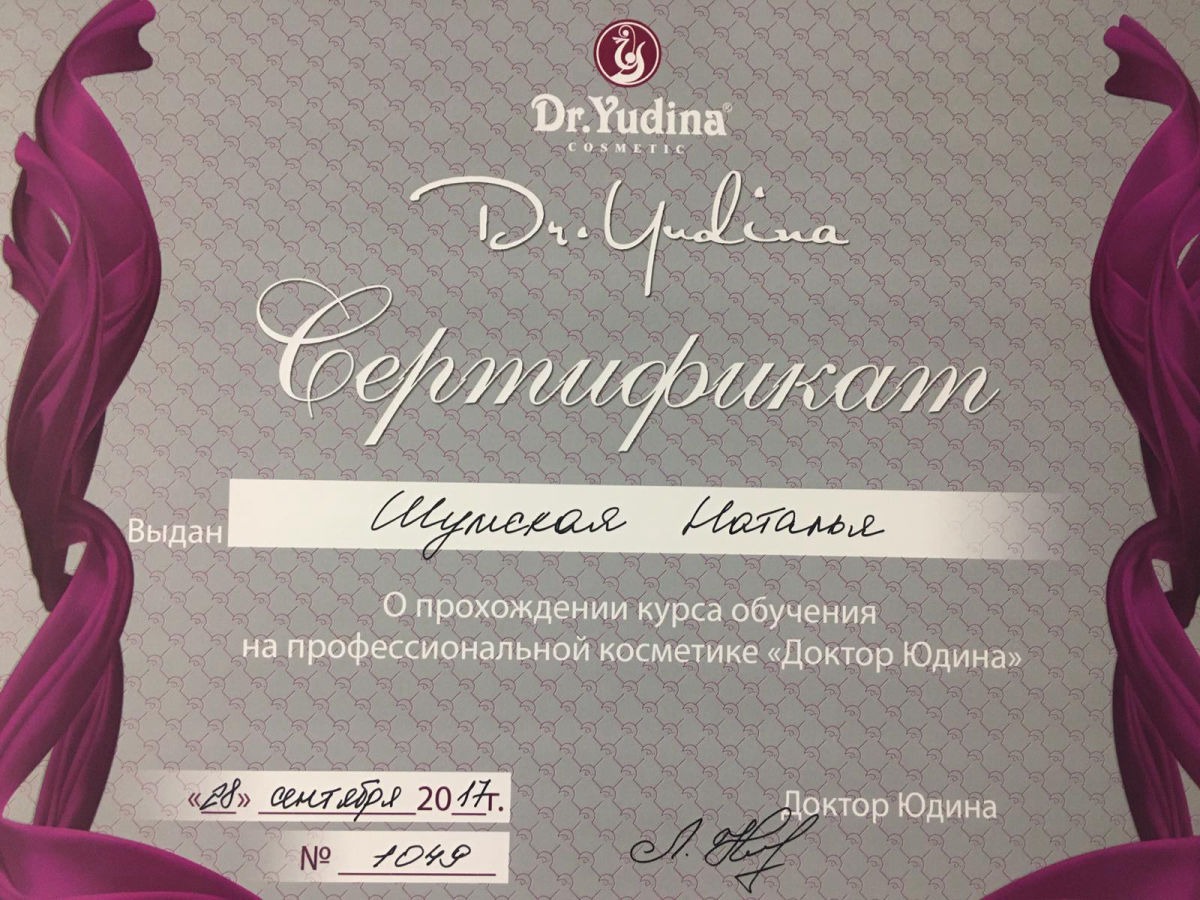 Dr.Yudina®
COSMETIC
Dr. Yudina
Сертификат
Выдан Шумская Наталья
О прохождении курса обучения
на профессиональной косметике «Доктор Юдина»
«28» сентября 2017г.
Доктор Юдина
№ 1049